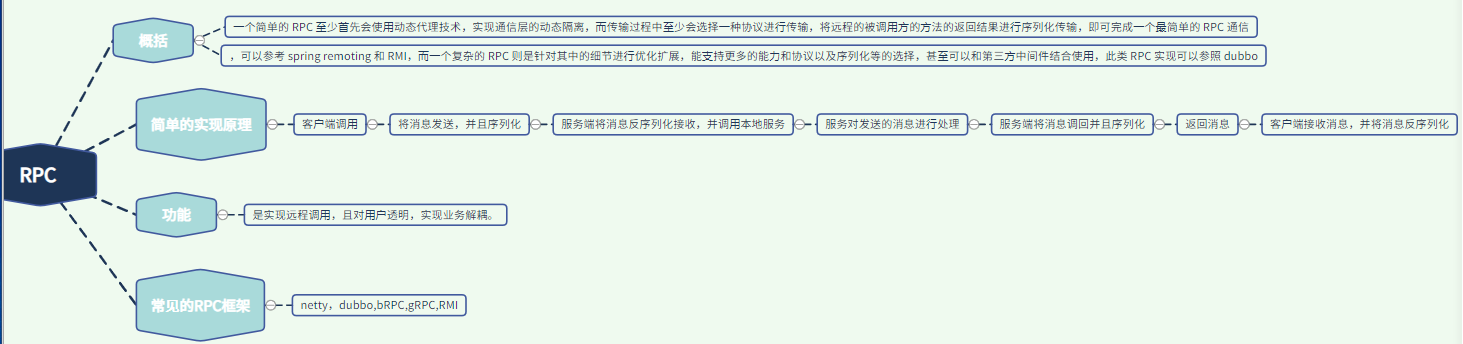 RPC
概括
一个简单的 RPC 至少首先会使用动态代理技术，实现通信层的动态隔离，而传输过程中至少会选择一种协议进行传输，将远程的被调用方的方法的返回结果进行序列化传输，即可完成一个最简单的 RPC 通信
，可以参考 spring remoting 和 RMI，而一个复杂的 RPC 则是针对其中的细节进行优化扩展，能支持更多的能力和协议以及序列化等的选择，甚至可以和第三方中间件结合使用，此类 RPC 实现可以参照 dubbo
简单的实现原理
客户端调用
将消息发送，并且序列化
服务端将消息反序列化接收，并调用本地服务
服务对发送的消息进行处理
服务端将消息调回并且序列化
返回消息
客户端接收消息，并将消息反序列化
功能
是实现远程调用，且对用户透明，实现业务解耦。
常见的RPC框架
netty，dubbo,bRPC,gRPC,RMI